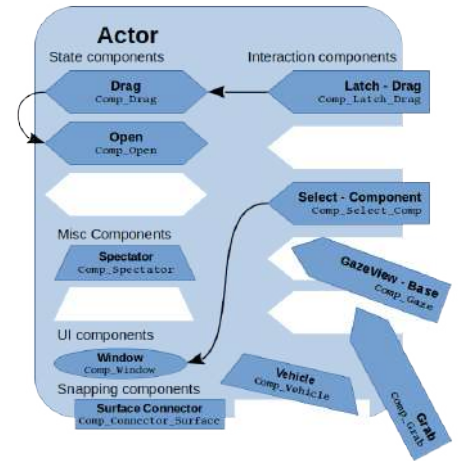 Actor
State components
Interaction components
Drag
Comp_Drag
Latch - Drag
Comp_Latch_Drag
Open
Comp_Open
Select - Component
Comp_Select_Comp
Misc Components
Spectator
Comp_Spectator
GazeView - Base
Comp_Gaze
UI components
Window
Comp_Window
Vehicle
Comp_Vehicle
Grab
Comp_Grab
Snapping components
Surface Connector
Comp_Connector_Surface